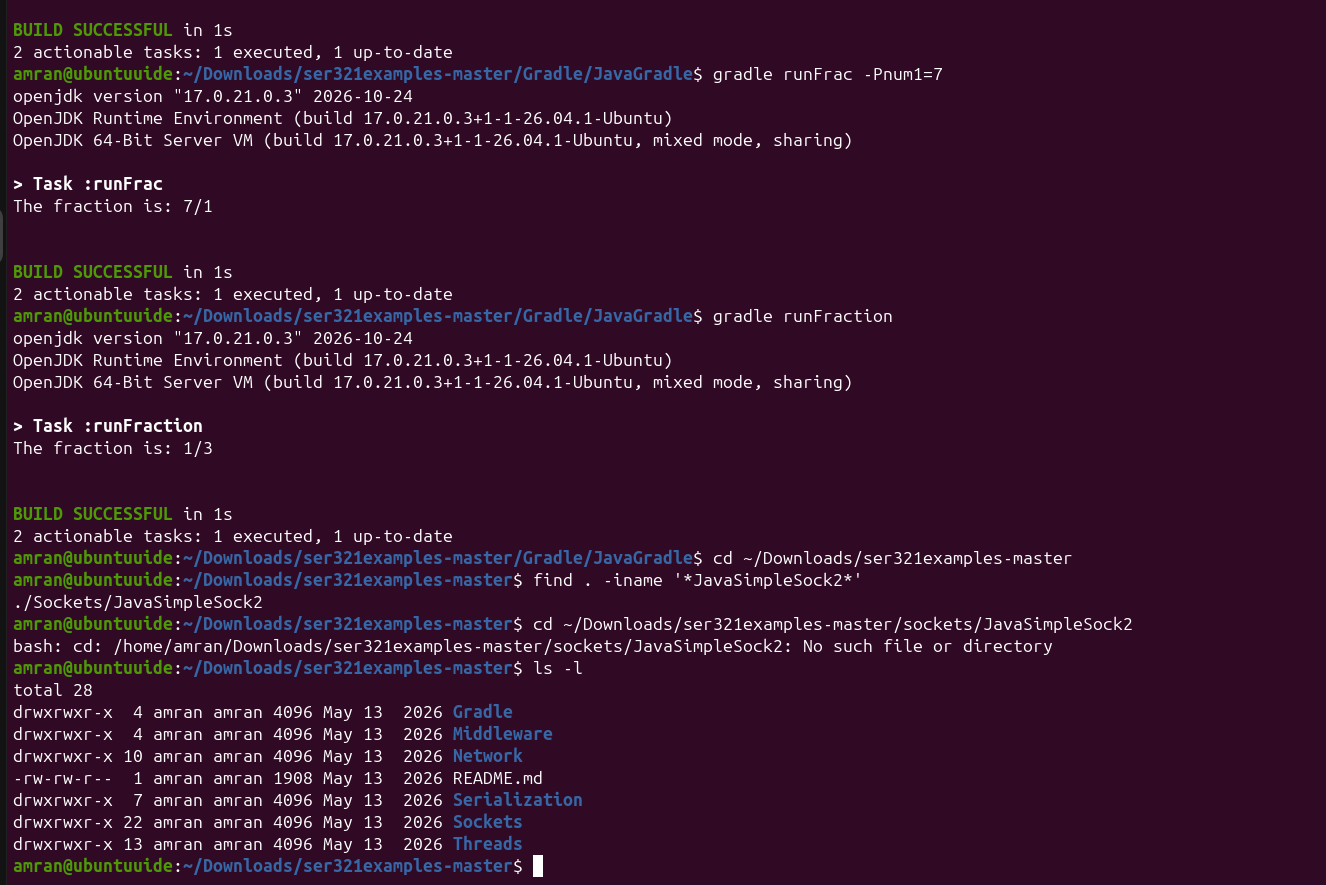 BUILD SUCCESSFUL in 1s
2 actionable tasks: 1 executed, 1 up-to-date
amran@ubuntuuide:~/Downloads/ser321examples-master/Gradle/JavaGradle$ gradle runFrac -Pnum1=7
openjdk version "17.0.21.0.3" 2026-10-24
OpenJDK Runtime Environment (build 17.0.21.0.3+1-1-26.04.1-Ubuntu)
OpenJDK 64-Bit Server VM (build 17.0.21.0.3+1-1-26.04.1-Ubuntu, mixed mode, sharing)
> Task :runFrac
The fraction is: 7/1
BUILD SUCCESSFUL in 1s
2 actionable tasks: 1 executed, 1 up-to-date
amran@ubuntuuide:~/Downloads/ser321examples-master/Gradle/JavaGradle$ gradle runFraction
openjdk version "17.0.21.0.3" 2026-10-24
OpenJDK Runtime Environment (build 17.0.21.0.3+1-1-26.04.1-Ubuntu)
OpenJDK 64-Bit Server VM (build 17.0.21.0.3+1-1-26.04.1-Ubuntu, mixed mode, sharing)
> Task :runFraction
The fraction is: 1/3
BUILD SUCCESSFUL in 1s
2 actionable tasks: 1 executed, 1 up-to-date
amran@ubuntuuide:~/Downloads/ser321examples-master/Gradle/JavaGradle$ cd ~/Downloads/ser321examples-master
amran@ubuntuuide:~/Downloads/ser321examples-master$ find . -iname '*JavaSimpleSock2*'
./Sockets/JavaSimpleSock2
amran@ubuntuuide:~/Downloads/ser321examples-master$ cd ~/Downloads/ser321examples-master/sockets/JavaSimpleSock2
bash: cd: /home/amran/Downloads/ser321examples-master/sockets/JavaSimpleSock2: No such file or directory
amran@ubuntuuide:~/Downloads/ser321examples-master$ ls -l
total 28
drwxrwxr-x  4 amran amran 4096 May 13  2026 Gradle
drwxrwxr-x  4 amran amran 4096 May 13  2026 Middleware
drwxrwxr-x 10 amran amran 4096 May 13  2026 Network
-rw-rw-r--  1 amran amran 1908 May 13  2026 README.md
drwxrwxr-x  7 amran amran 4096 May 13  2026 Serialization
drwxrwxr-x 22 amran amran 4096 May 13  2026 Sockets
drwxrwxr-x 13 amran amran 4096 May 13  2026 Threads
amran@ubuntuuide:~/Downloads/ser321examples-master$